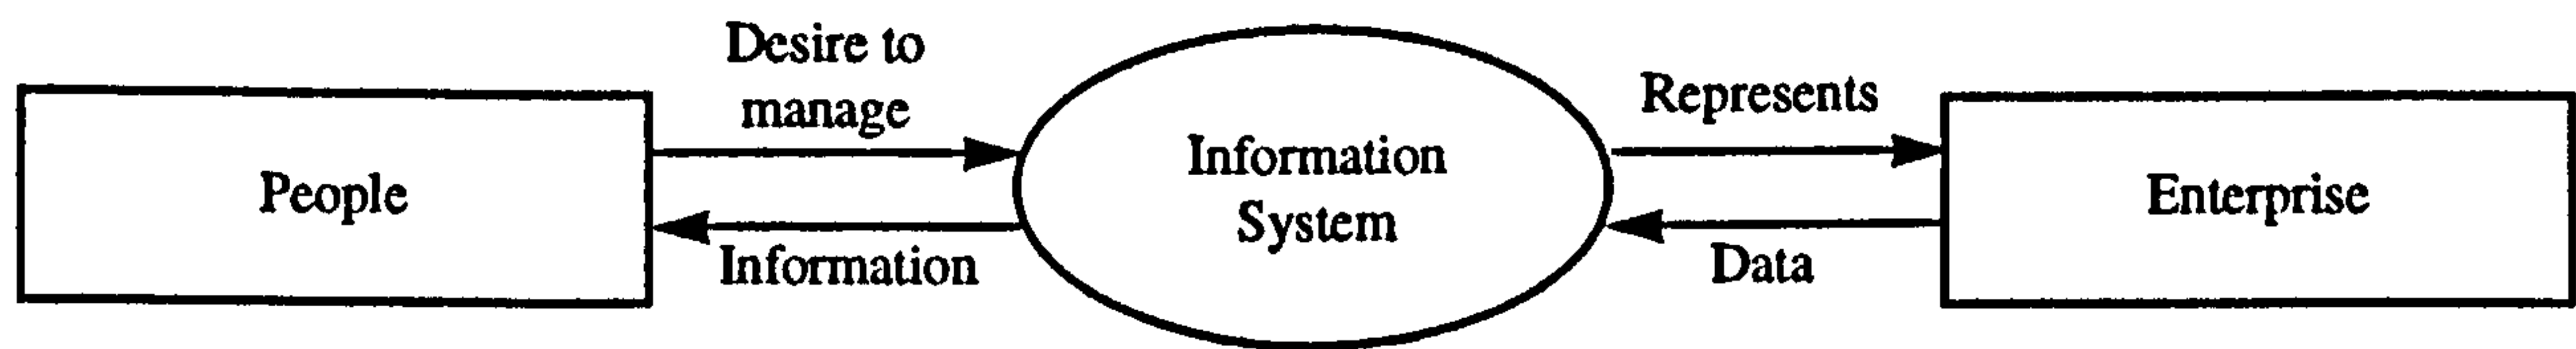 Desire to
manage
Represents
People
Information
System
Enterprise
Information
Data